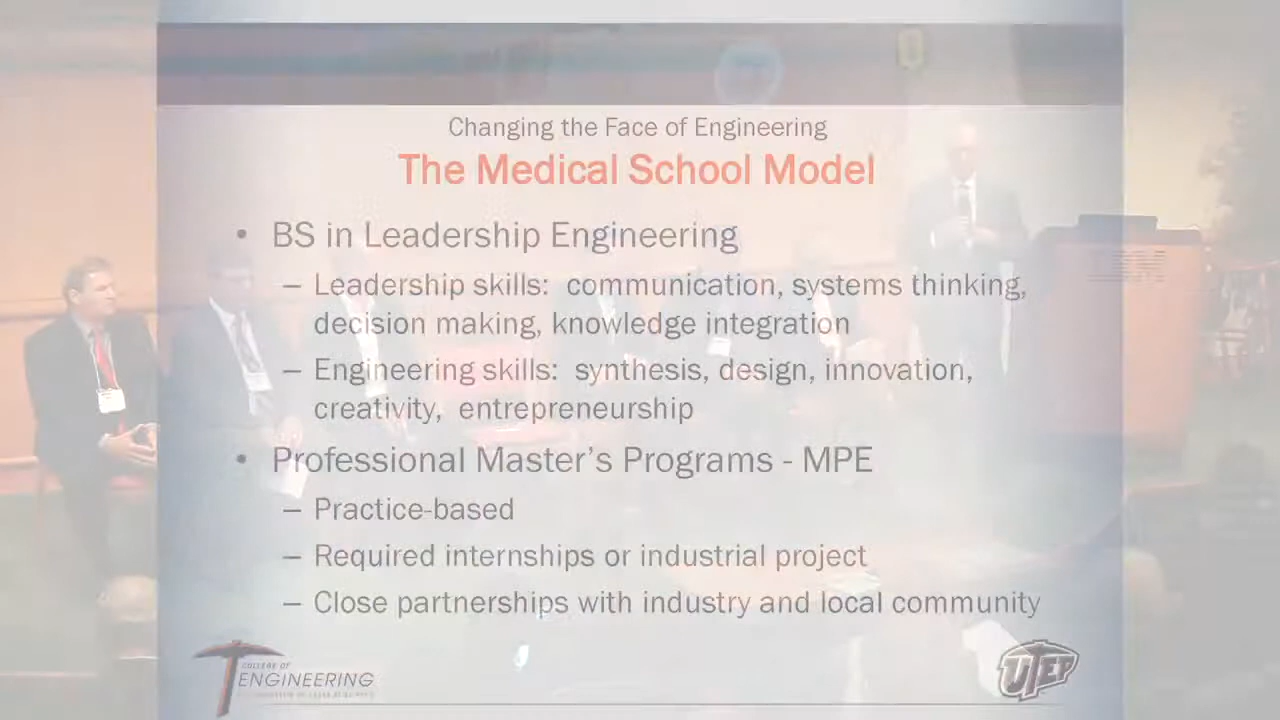 Changing the Face of Engineering
The Medical School Model
• BS in Leadership Engineering
– Leadership skills: communication, systems thinking,
decision making, knowledge integration
– Engineering skills: synthesis, design, innovation,
creativity, entrepreneurship
• Professional Master's Programs - MPE
– Practice-based
– Required internships or industrial project
– Close partnerships with industry and local community
COLLEGE OF
ENGINEERING
UTEP